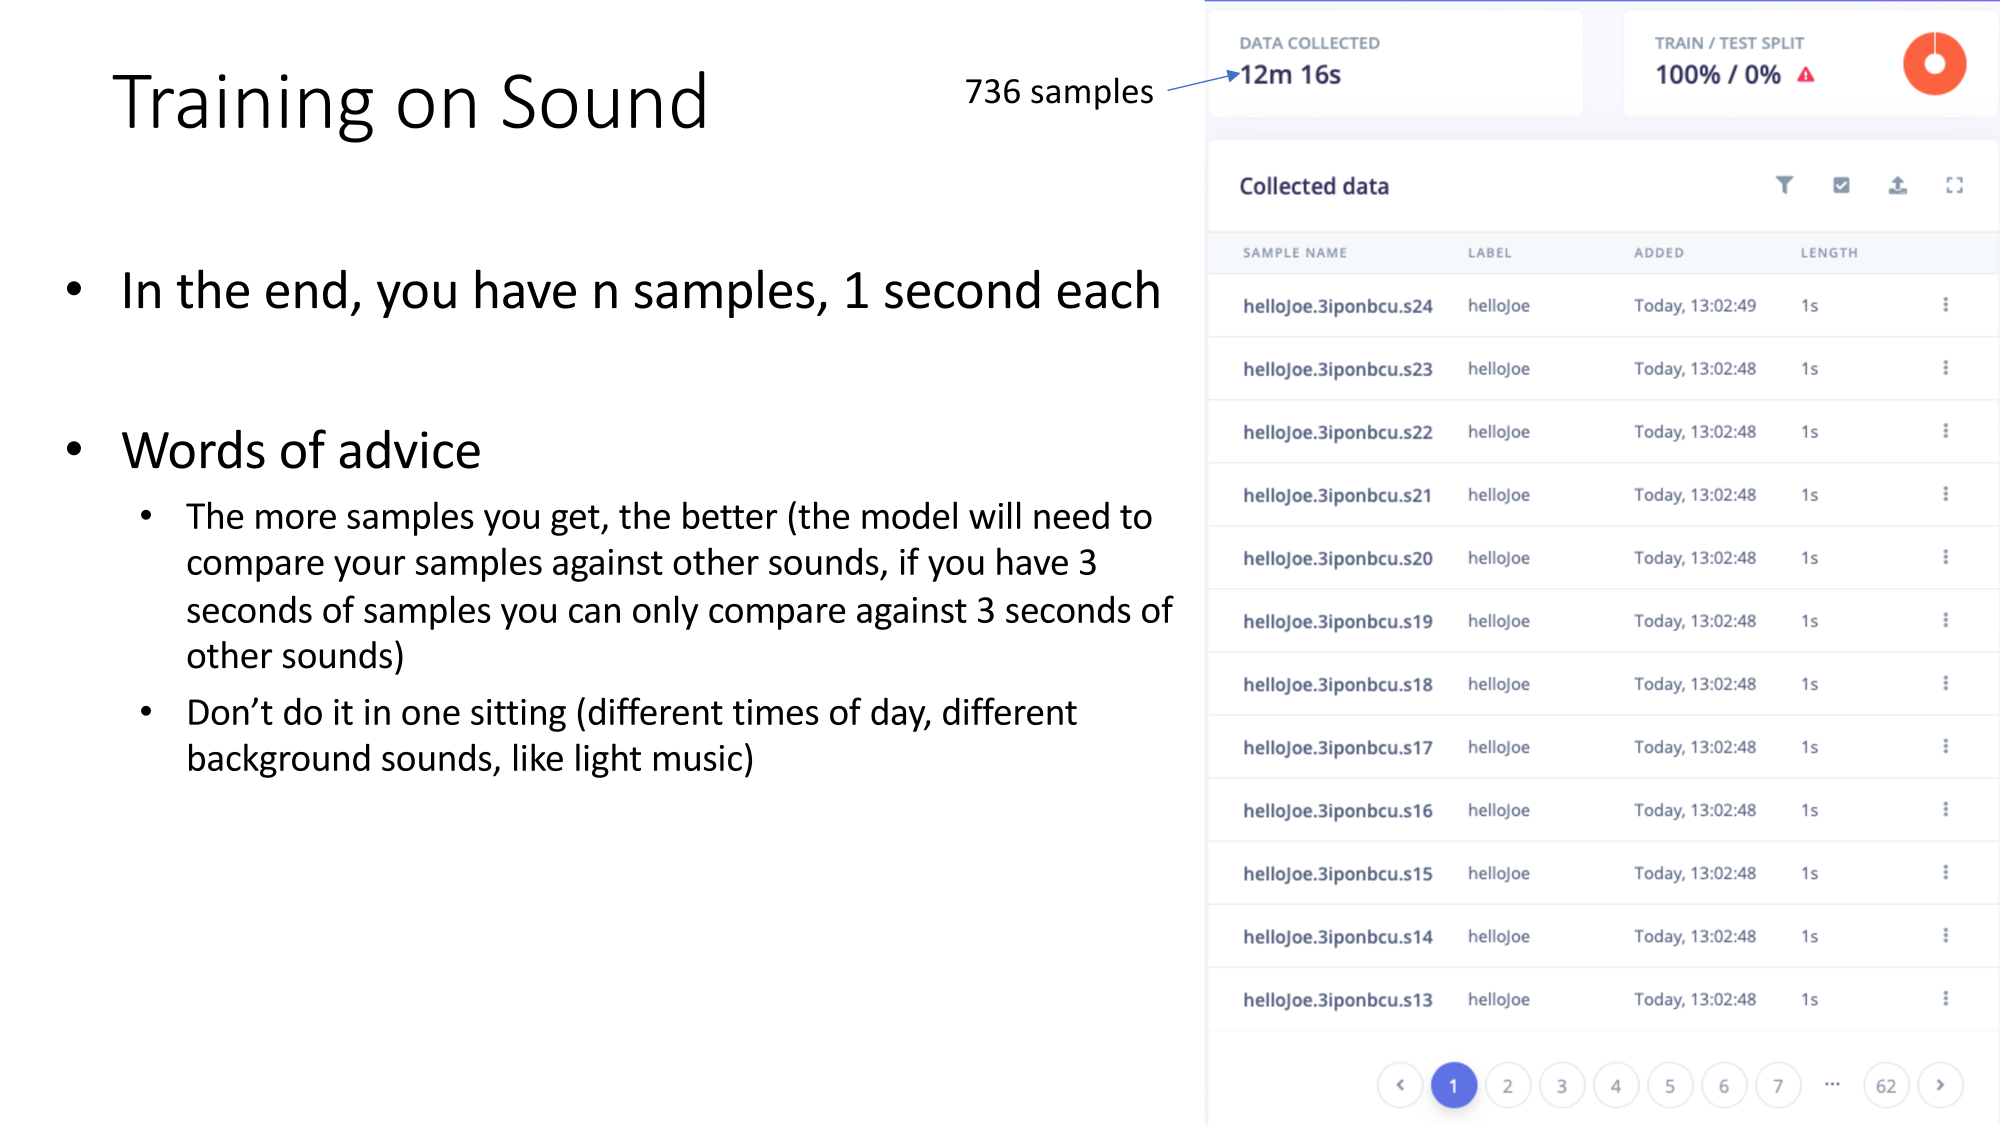 Training on Sound
736 samples
• In the end, you have n samples, 1 second each
• Words of advice
• The more samples you get, the better (the model will need to
compare your samples against other sounds, if you have 3
seconds of samples you can only compare against 3 seconds of
other sounds)
• Don’t do it in one sitting (different times of day, different
background sounds, like light music)
DATA COLLECTED
12m 16s
TRAIN / TEST SPLIT
100% / 0%
Collected data
SAMPLE NAME LABEL ADDED LENGTH
helloJoe.3iponbcu.s24 helloJoe Today, 13:02:49 1s
helloJoe.3iponbcu.s23 helloJoe Today, 13:02:48 1s
helloJoe.3iponbcu.s22 helloJoe Today, 13:02:48 1s
helloJoe.3iponbcu.s21 helloJoe Today, 13:02:48 1s
helloJoe.3iponbcu.s20 helloJoe Today, 13:02:48 1s
helloJoe.3iponbcu.s19 helloJoe Today, 13:02:48 1s
helloJoe.3iponbcu.s18 helloJoe Today, 13:02:48 1s
helloJoe.3iponbcu.s17 helloJoe Today, 13:02:48 1s
helloJoe.3iponbcu.s16 helloJoe Today, 13:02:48 1s
helloJoe.3iponbcu.s15 helloJoe Today, 13:02:48 1s
helloJoe.3iponbcu.s14 helloJoe Today, 13:02:48 1s
helloJoe.3iponbcu.s13 helloJoe Today, 13:02:48 1s
‹ 1 2 3 4 5 6 7 ... 62 ›